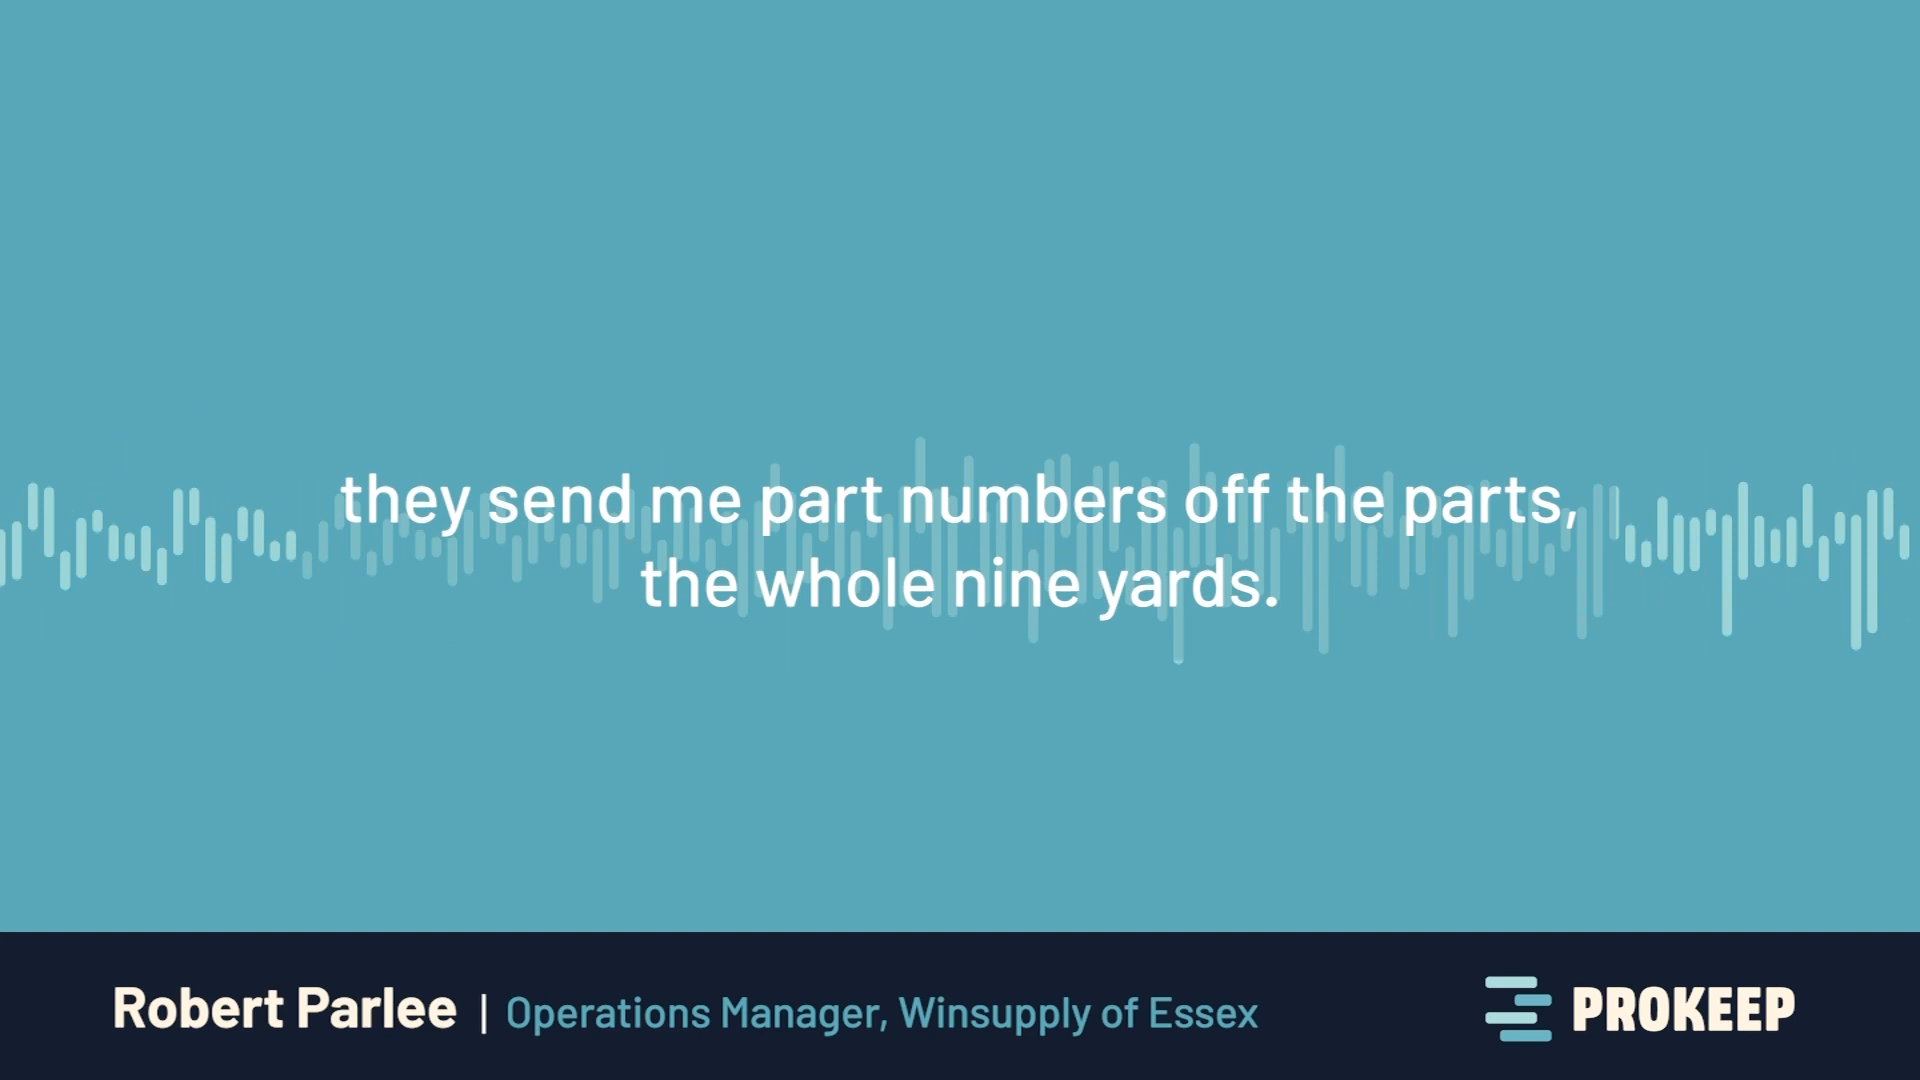 they send me part numbers off the parts,
the whole nine yards.
Robert Parlee | Operations Manager, Winsupply of Essex
PROKEEP